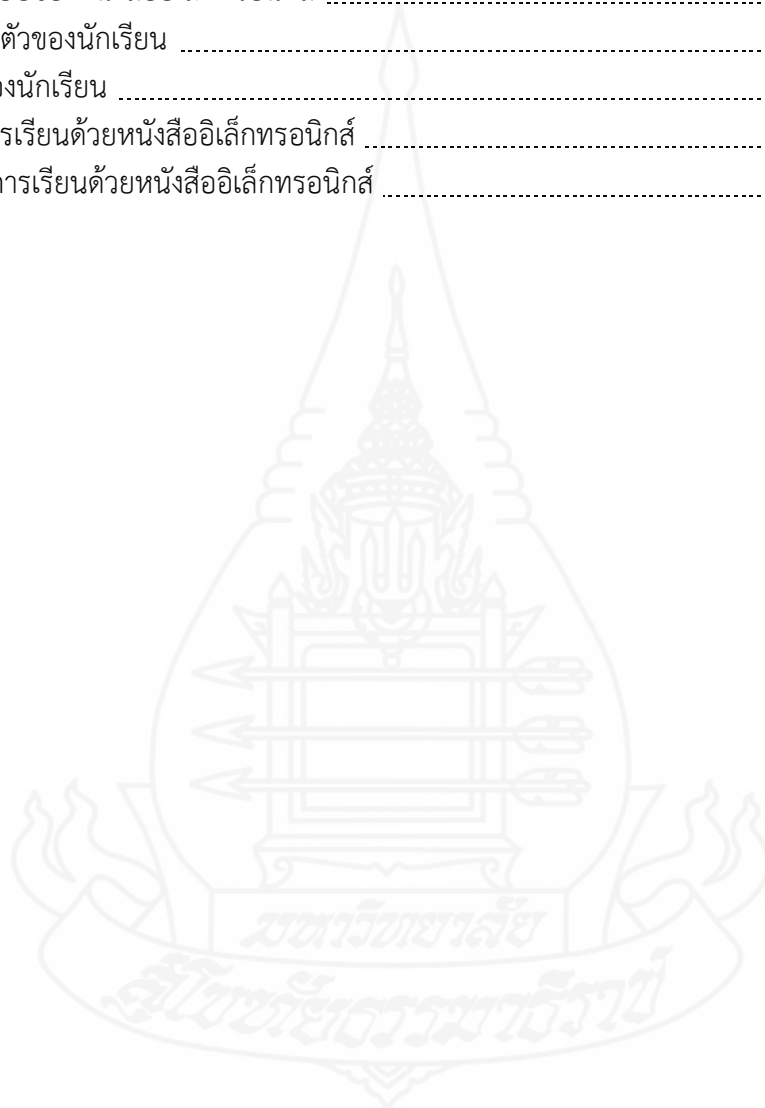 ตัวของนักเรียน
องนักเรียน
รเรียนด้วยหนังสืออิเล็กทรอนิกส์
การเรียนด้วยหนังสืออิเล็กทรอนิกส์
มหาวิทยาลัย
สุโขทัยธรรมาธิราช